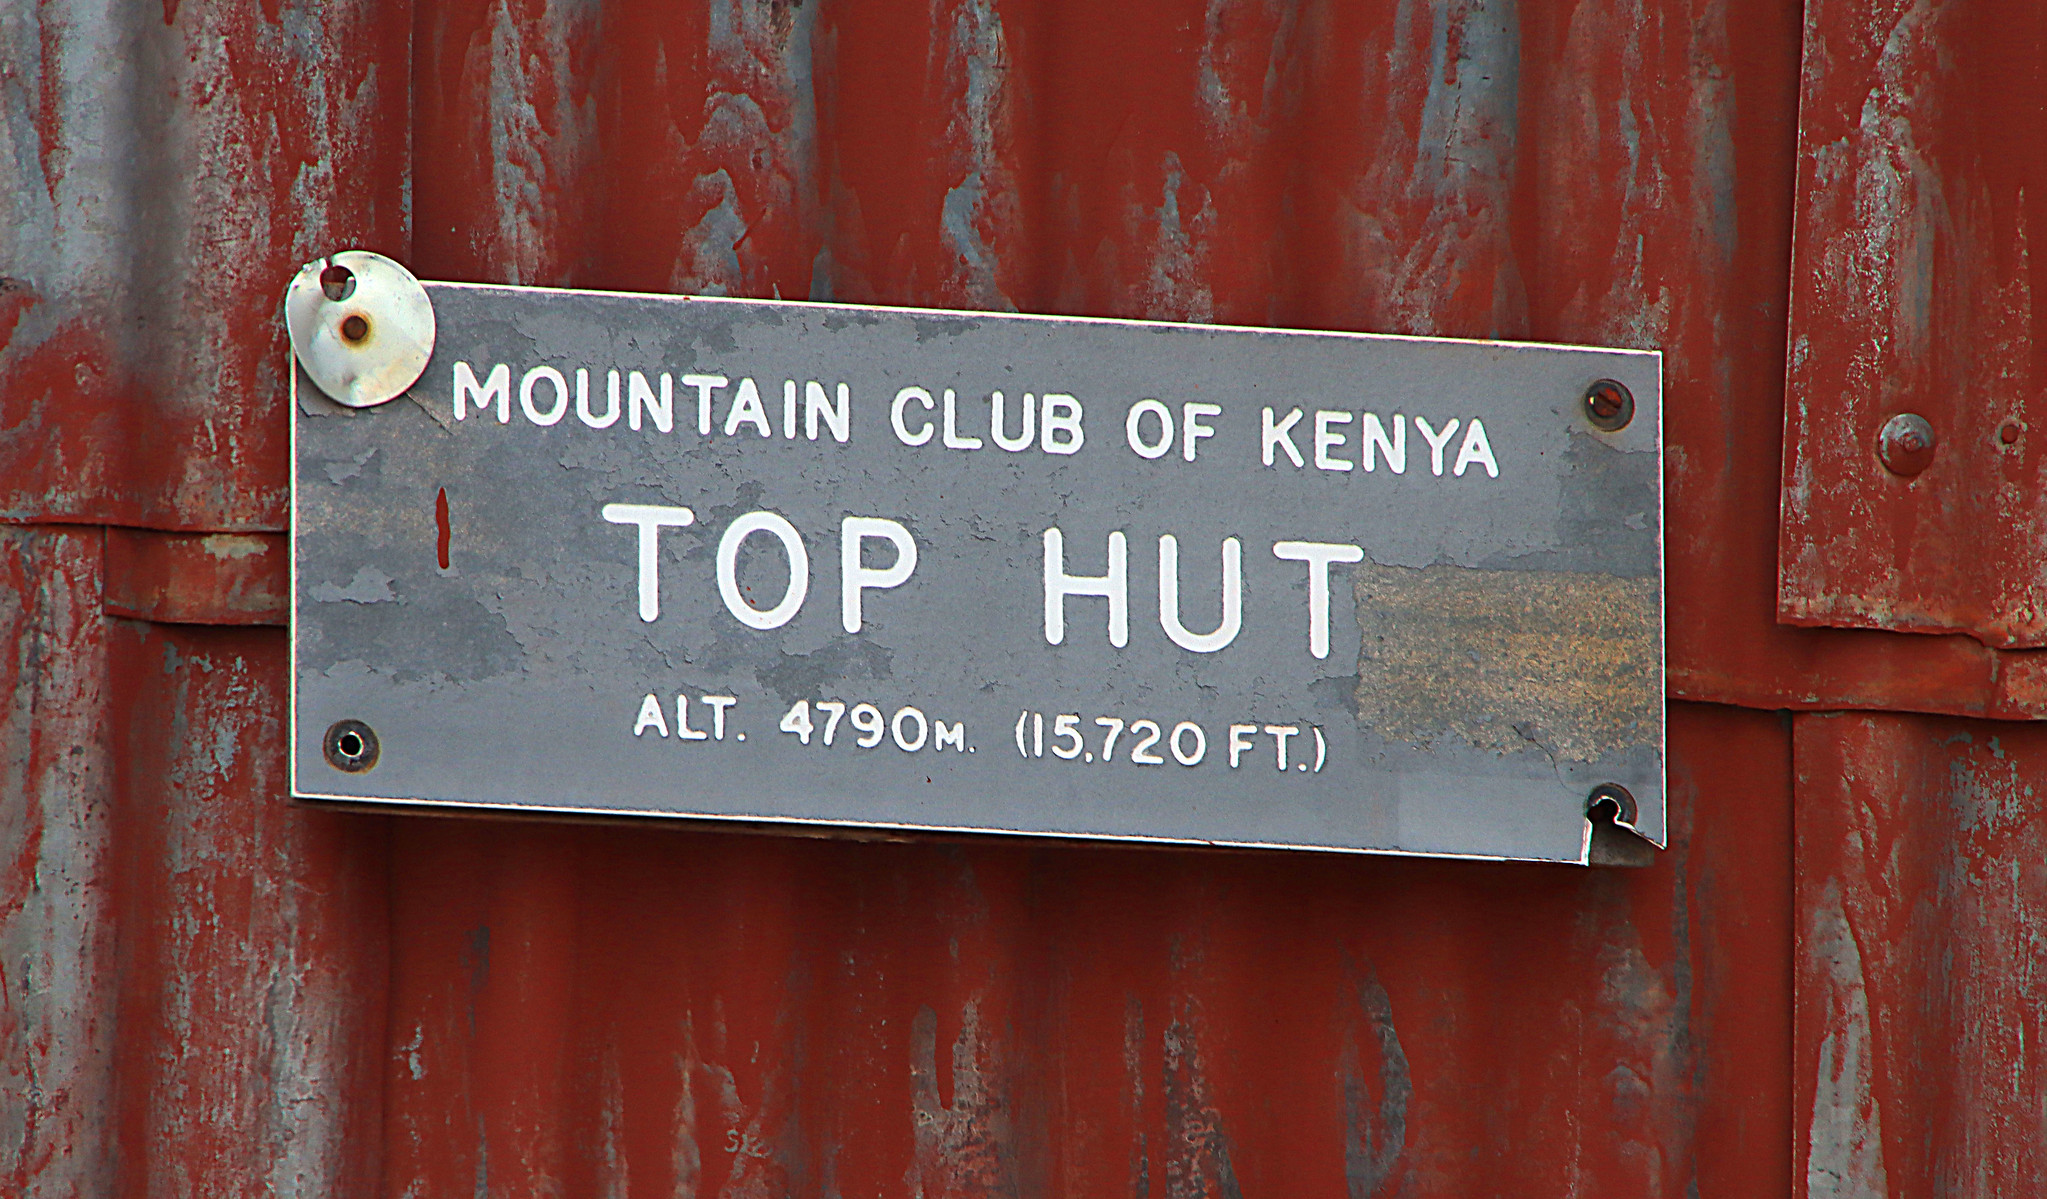 MOUNTAIN CLUB OF KENYA
TOP HUT
ALT. 4790M. (15,720 FT.)